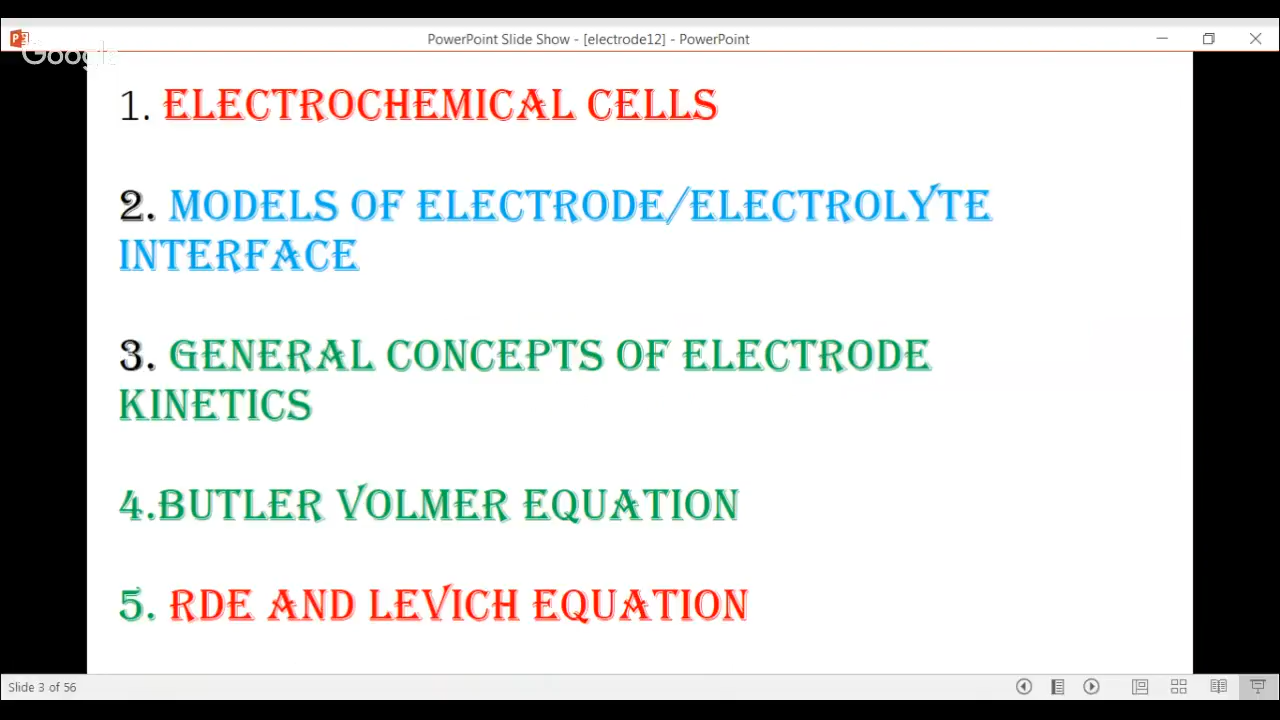 PowerPoint Slide Show - [electrode12] - PowerPoint
Google
1. ELECTROCHEMICAL CELLS
2. MODELS OF ELECTRODE/ELECTROLYTE
INTERFACE
3. GENERAL CONCEPTS OF ELECTRODE
KINETICS
4.BUTLER VOLMER EQUATION
5. RDE AND LEVICH EQUATION
Slide 3 of 56